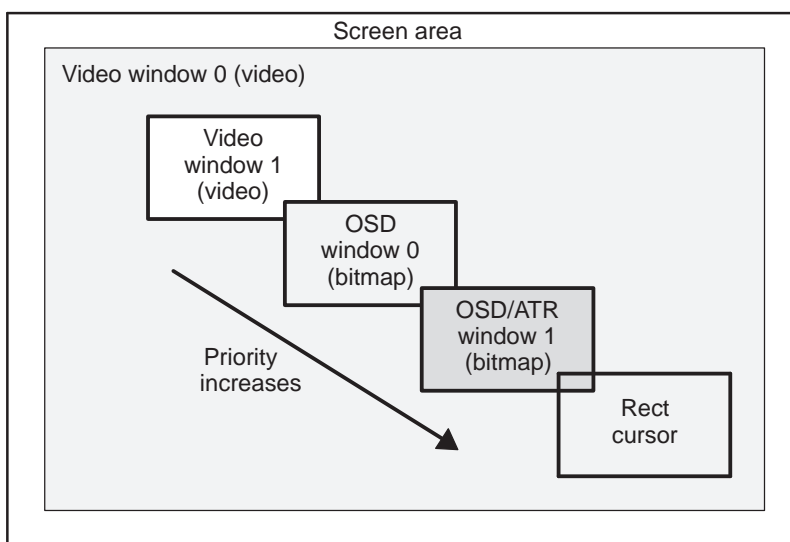 Screen area
Video window 0 (video)
Video
window 1
(video)
OSD
window 0
(bitmap)
OSD/ATR
window 1
(bitmap)
Priority
increases
Rect
cursor